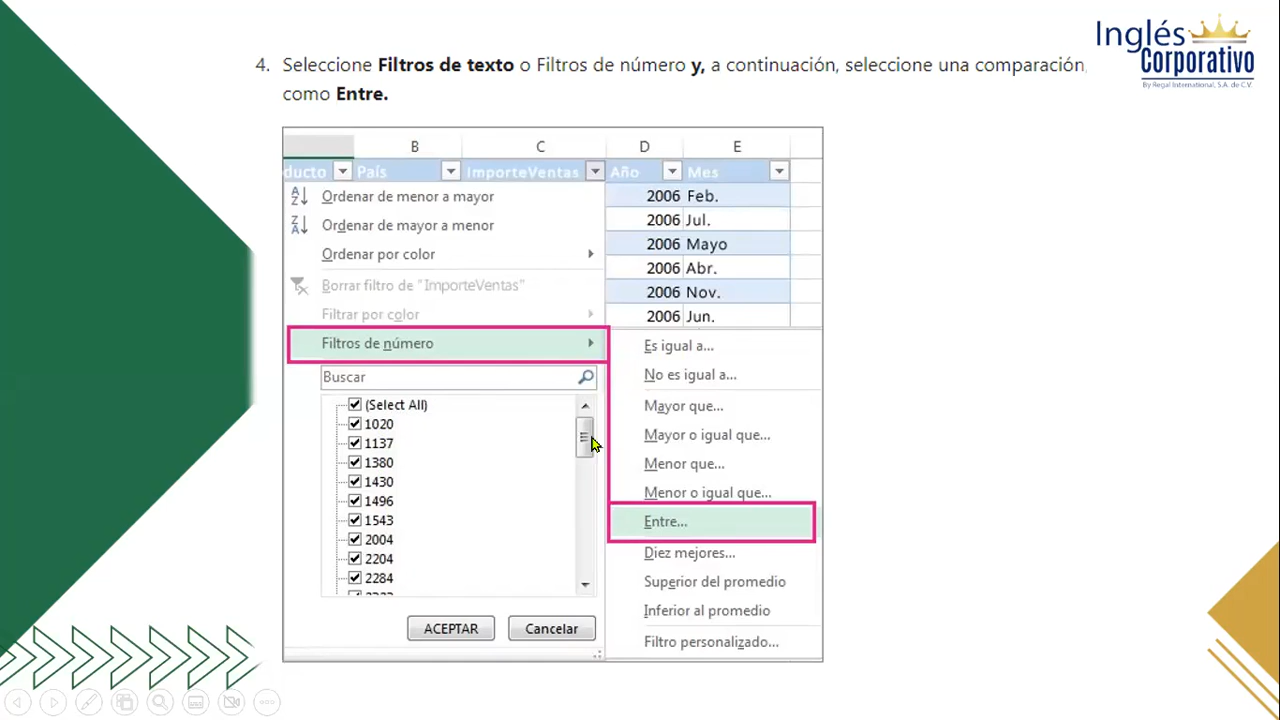 Inglés
Corporativo
By Regal International, S.A. de C.V.
4. Seleccione Filtros de texto o Filtros de número y, a continuación, seleccione una comparación,
como Entre.
B C D E
ducto País ImporteVentas Año Mes
2006 Feb.
2006 Jul.
2006 Mayo
2006 Abr.
2006 Nov.
2006 Jun.
Ordenar de menor a mayor
Ordenar de mayor a menor
Ordenar por color
Borrar filtro de "ImporteVentas"
Filtrar por color
Filtros de número
Buscar
(Select All)
1020
1137
1380
1430
1496
1543
2004
2204
2284
ACEPTAR Cancelar
Es igual a...
No es igual a...
Mayor que...
Mayor o igual que...
Menor que...
Menor o igual que...
Entre...
Diez mejores...
Superior del promedio
Inferior al promedio
Filtro personalizado...